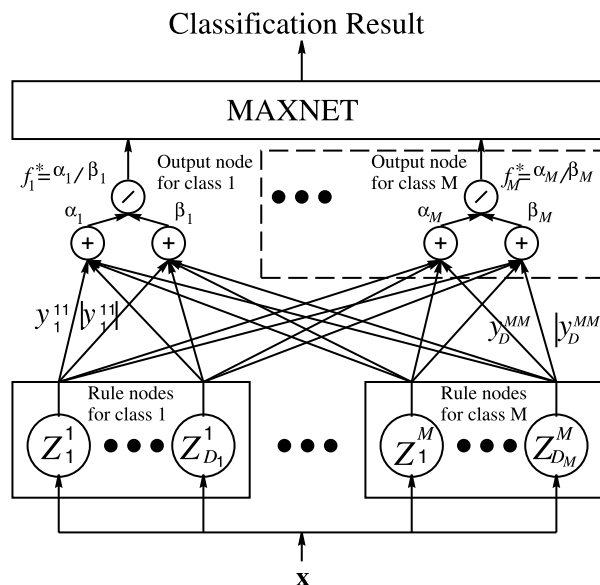 Classification Result
MAXNET
f₁*=α₁/β₁
Output node
for class 1
Output node
for class M
f_M*=α_M/β_M
α₁
β₁
α_M
β_M
+
+
+
+
y₁¹¹
|y₁¹¹|
y_D^MM
|y_D^MM
Rule nodes
for class 1
Rule nodes
for class M
Z₁¹
Z_D₁¹
Z₁^M
Z_D_M^M
x